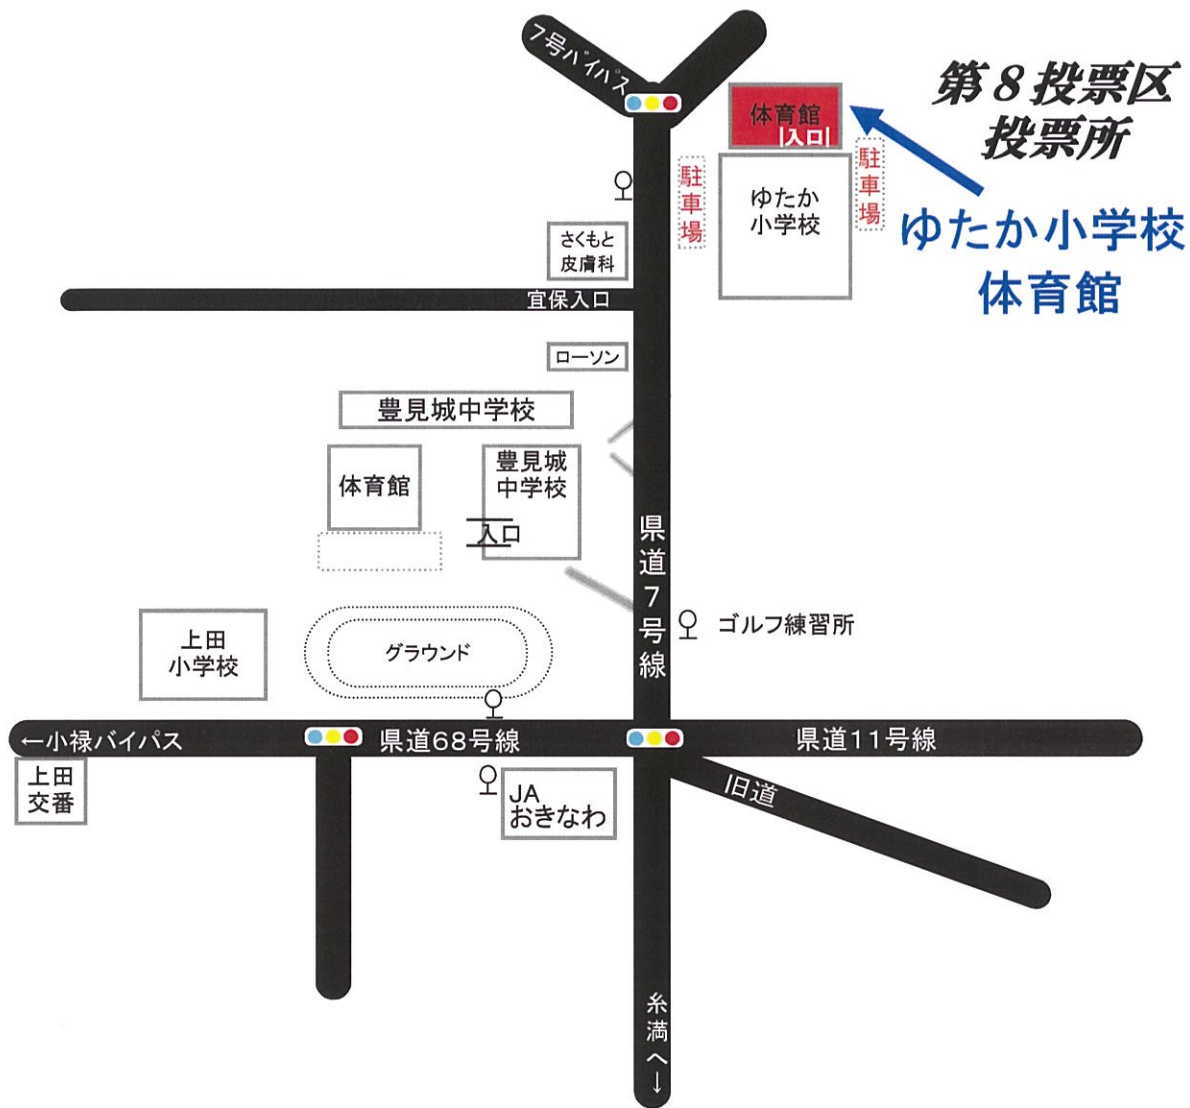 7号バイパス
第8投票区
投票所
体育館
|入口|
駐車場
駐車場
ゆたか
小学校
ゆたか小学校
体育館
さくもと
皮膚科
宜保入口
ローソン
豊見城中学校
体育館
豊見城
中学校
入口
県道7号線
ゴルフ練習所
上田
小学校
グラウンド
←小禄バイパス
県道68号線
県道11号線
上田
交番
JA
おきなわ
旧道
糸満へ↓